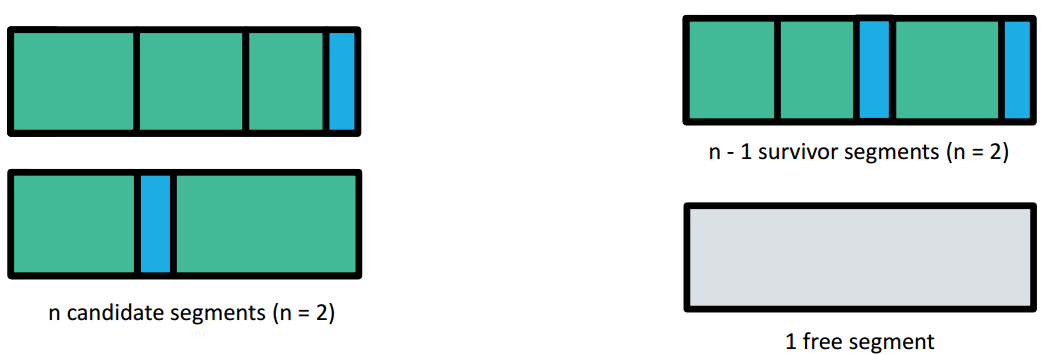 n - 1 survivor segments (n = 2)
n candidate segments (n = 2)
1 free segment